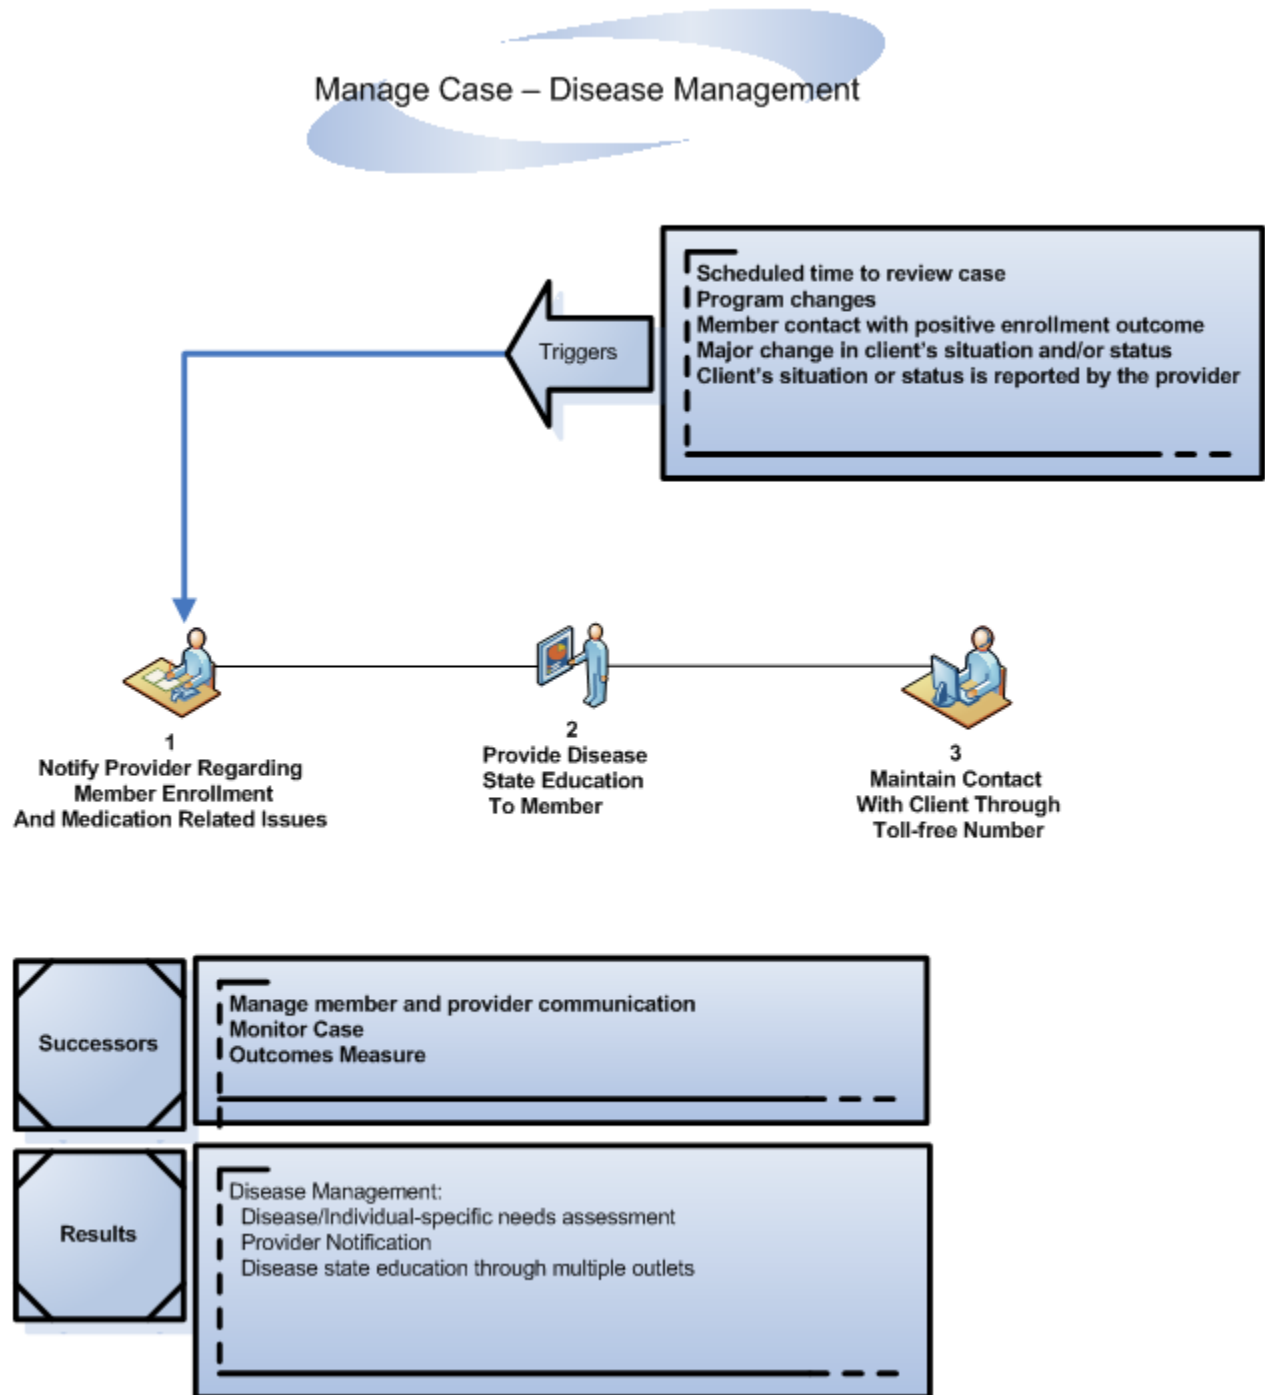 Manage Case – Disease Management
Scheduled time to review case
Program changes
Member contact with positive enrollment outcome
Major change in client's situation and/or status
Client's situation or status is reported by the provider
Triggers
1
Notify Provider Regarding
Member Enrollment
And Medication Related Issues
2
Provide Disease
State Education
To Member
3
Maintain Contact
With Client Through
Toll-free Number
Successors
Manage member and provider communication
Monitor Case
Outcomes Measure
Results
Disease Management:
Disease/Individual-specific needs assessment
Provider Notification
Disease state education through multiple outlets